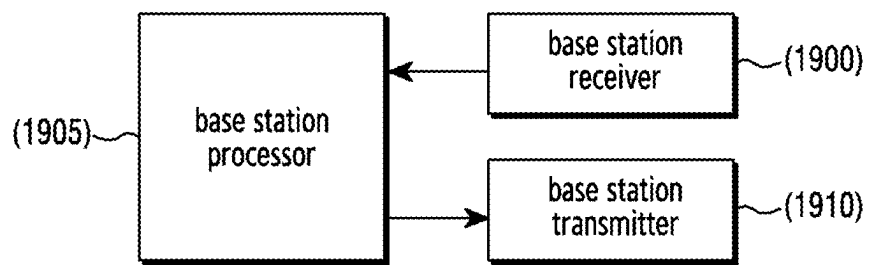 base station
receiver
(1900)
(1905)
base station
processor
base station
transmitter
(1910)